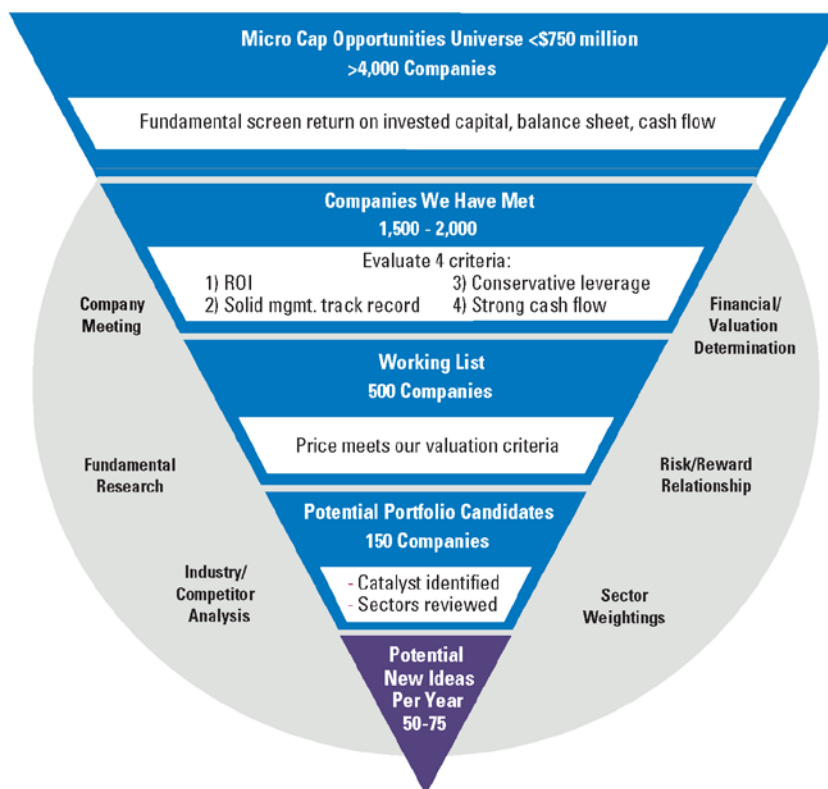 Micro Cap Opportunities Universe <$750 million
>4,000 Companies
Fundamental screen return on invested capital, balance sheet, cash flow
Companies We Have Met
1,500 - 2,000
Evaluate 4 criteria:
1) ROI
3) Conservative leverage
2) Solid mgmt. track record
4) Strong cash flow
Company
Meeting
Financial/
Valuation
Determination
Working List
500 Companies
Price meets our valuation criteria
Fundamental
Research
Risk/Reward
Relationship
Potential Portfolio Candidates
150 Companies
- Catalyst identified
- Sectors reviewed
Industry/
Competitor
Analysis
Sector
Weightings
Potential
New Ideas
Per Year
50-75